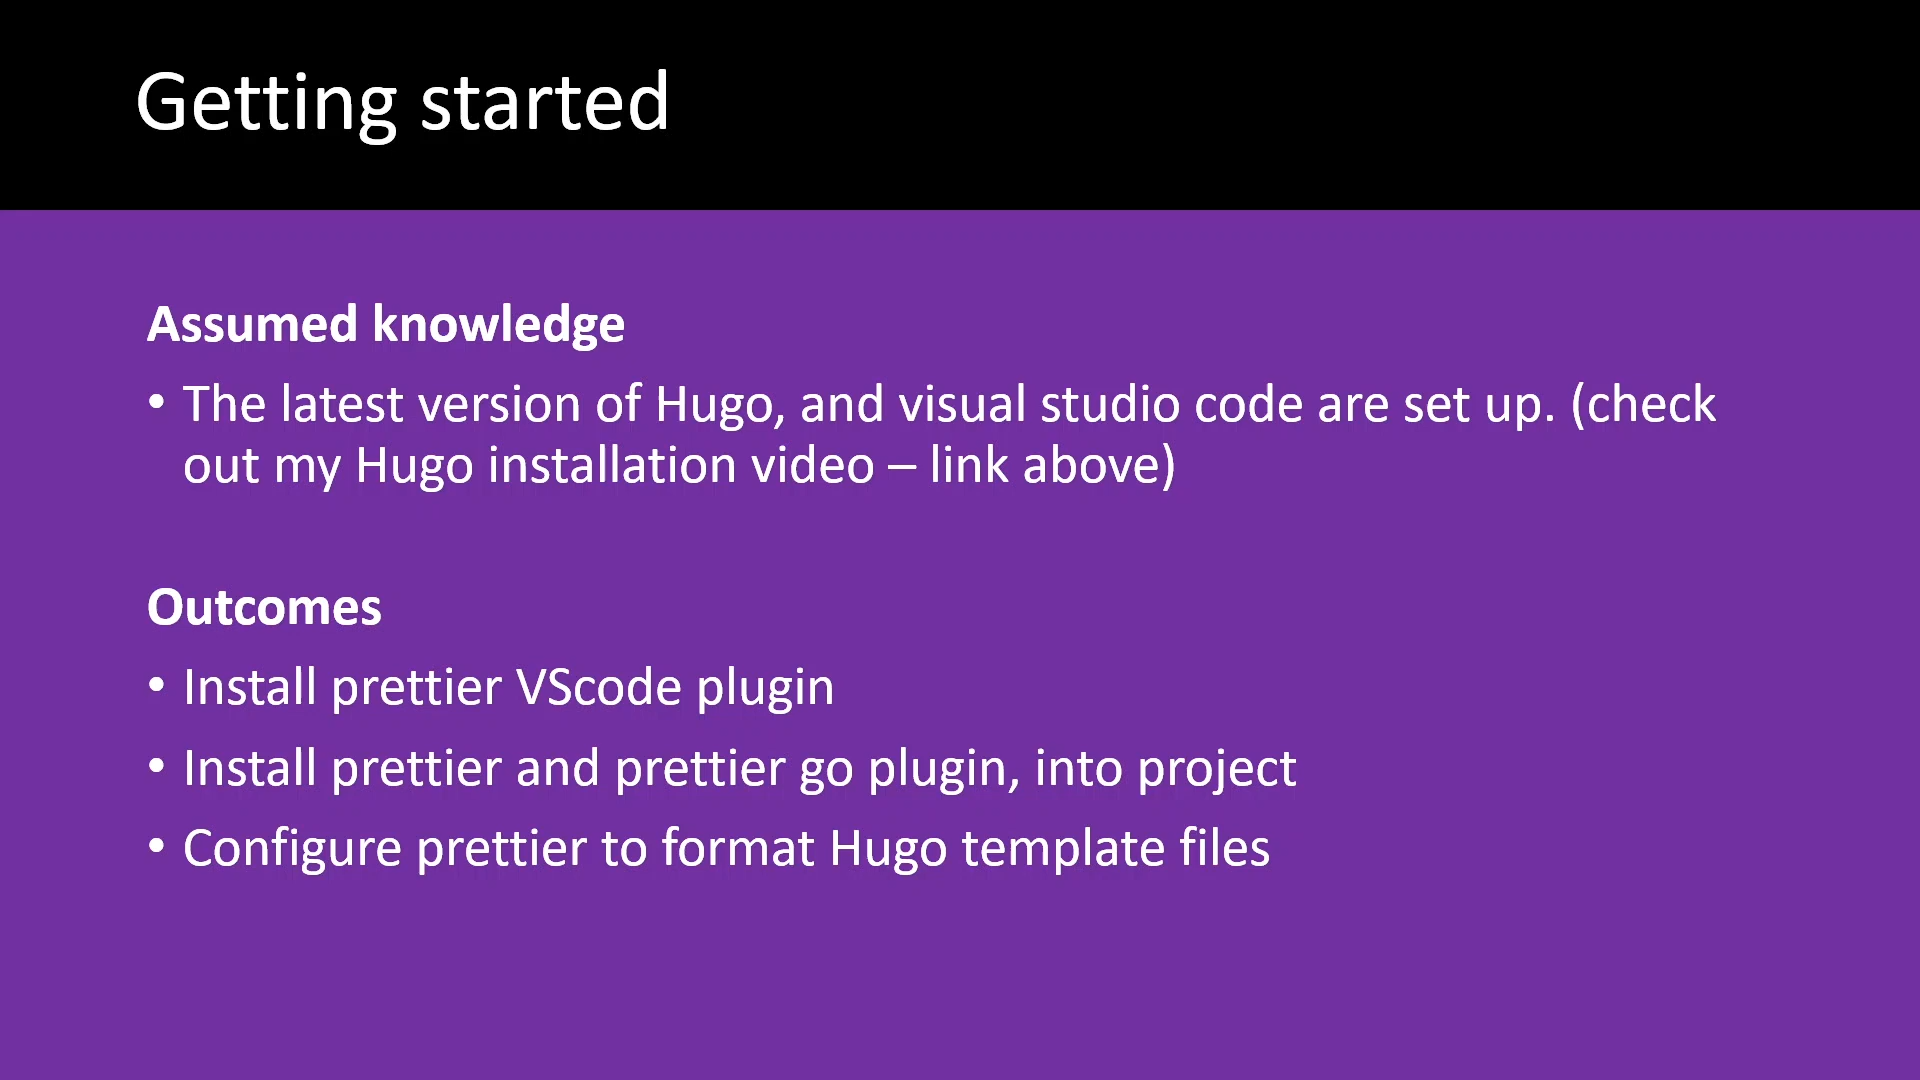 Getting started
Assumed knowledge
• The latest version of Hugo, and visual studio code are set up. (check
out my Hugo installation video – link above)
Outcomes
• Install prettier VScode plugin
• Install prettier and prettier go plugin, into project
• Configure prettier to format Hugo template files